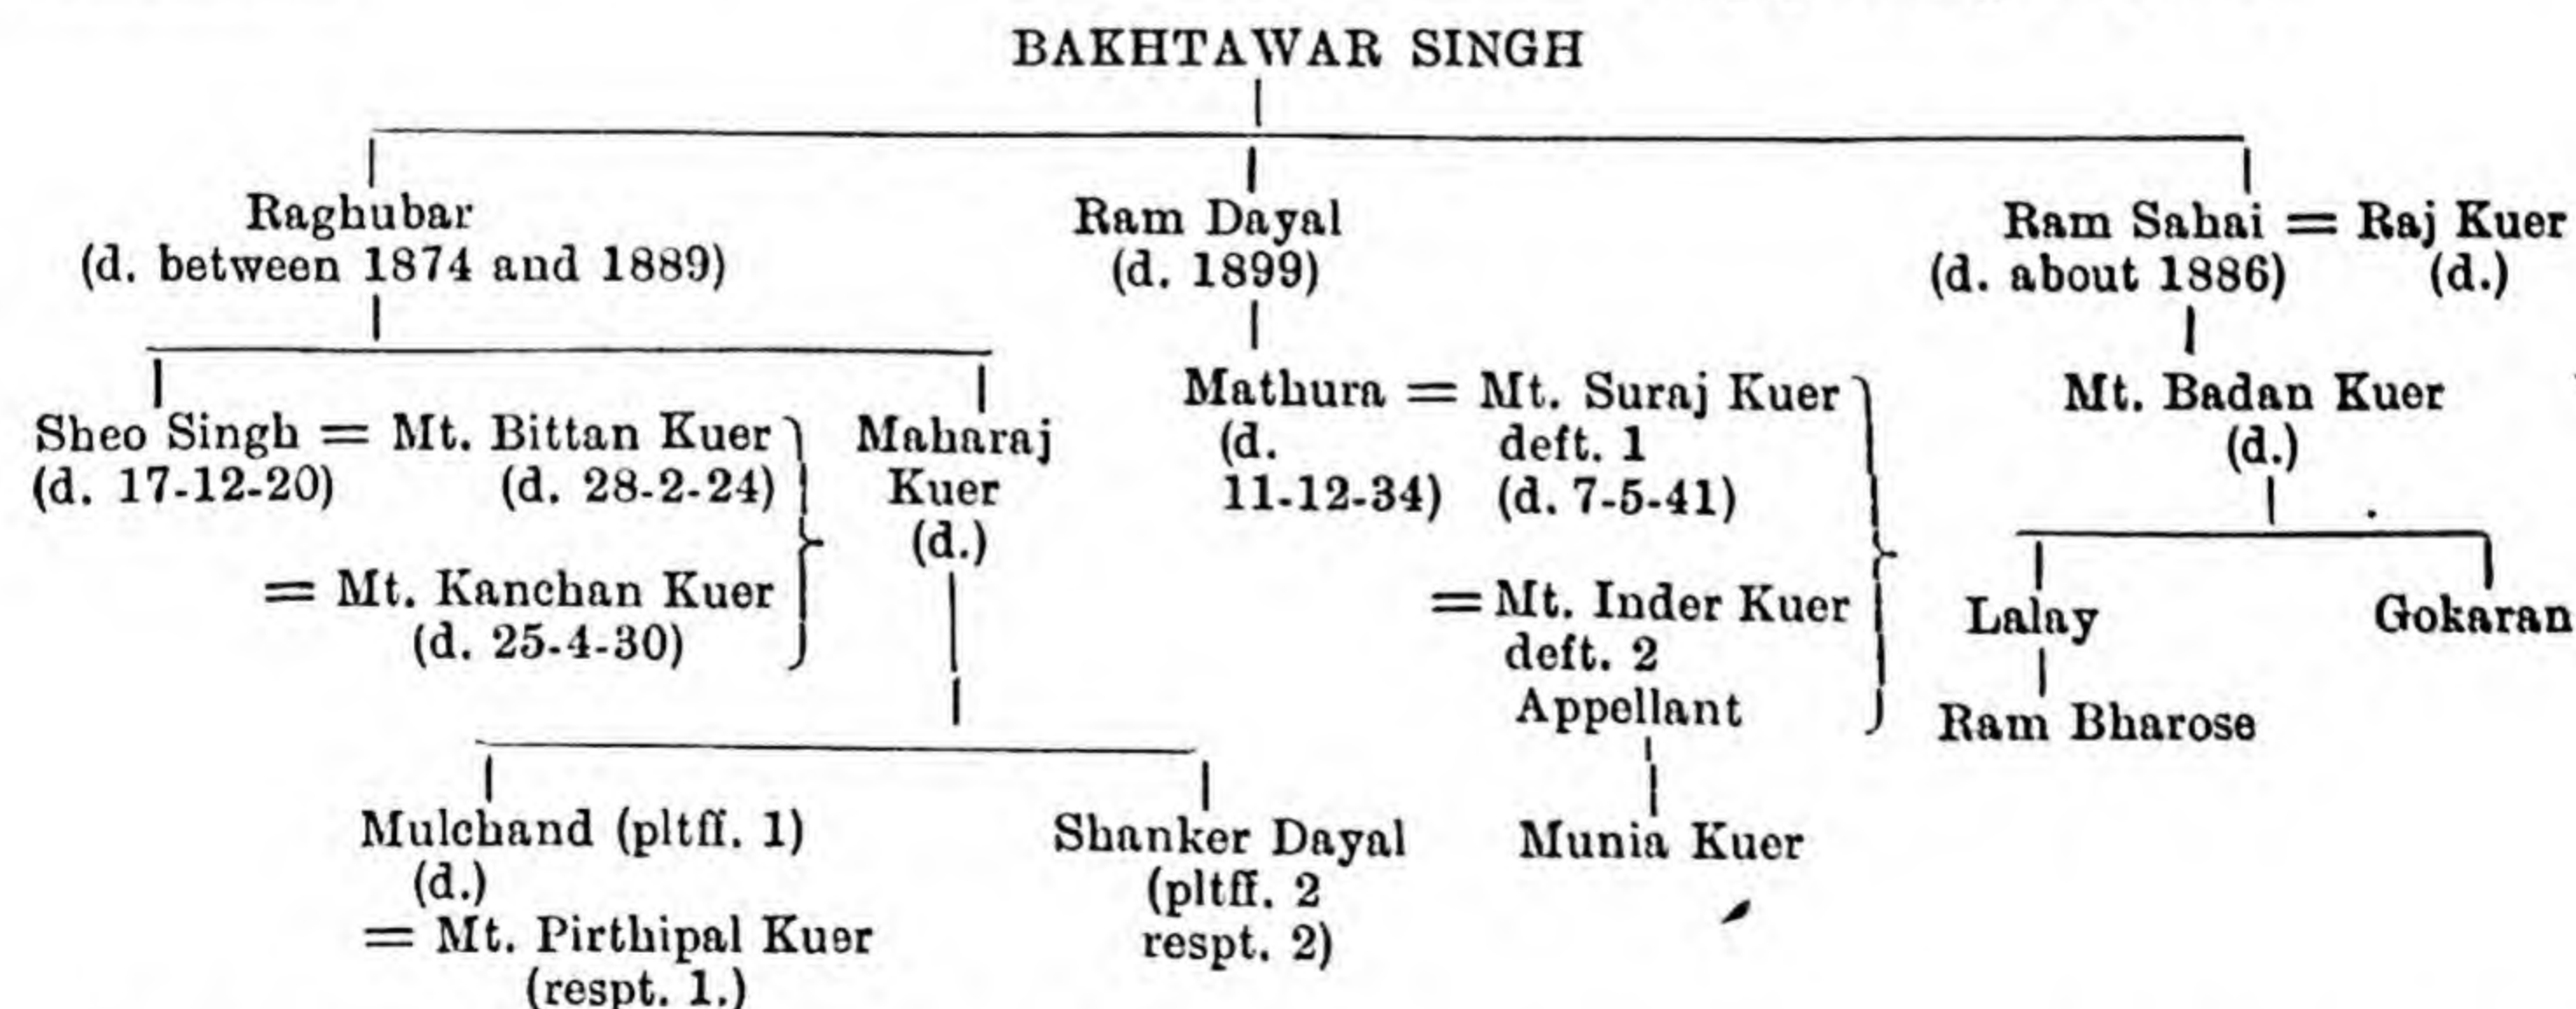 BAKHTAWAR SINGH
Raghubar
(d. between 1874 and 1889)
Ram Dayal
(d. 1899)
Ram Sahai = Raj Kuer
(d. about 1886) (d.)
Sheo Singh = Mt. Bittan Kuer
(d. 17-12-20) (d. 28-2-24)
= Mt. Kanchan Kuer
(d. 25-4-30)
Maharaj
Kuer
(d.)
Mathura = Mt. Suraj Kuer
(d. deft. 1
11-12-34) (d. 7-5-41)
= Mt. Inder Kuer
deft. 2
Appellant
Mt. Badan Kuer
(d.)
Lalay
Gokaran
Ram Bharose
Mulchand (pltff. 1)
(d.)
= Mt. Pirthipal Kuer
(respt. 1.)
Shanker Dayal
(pltff. 2
respt. 2)
Munia Kuer